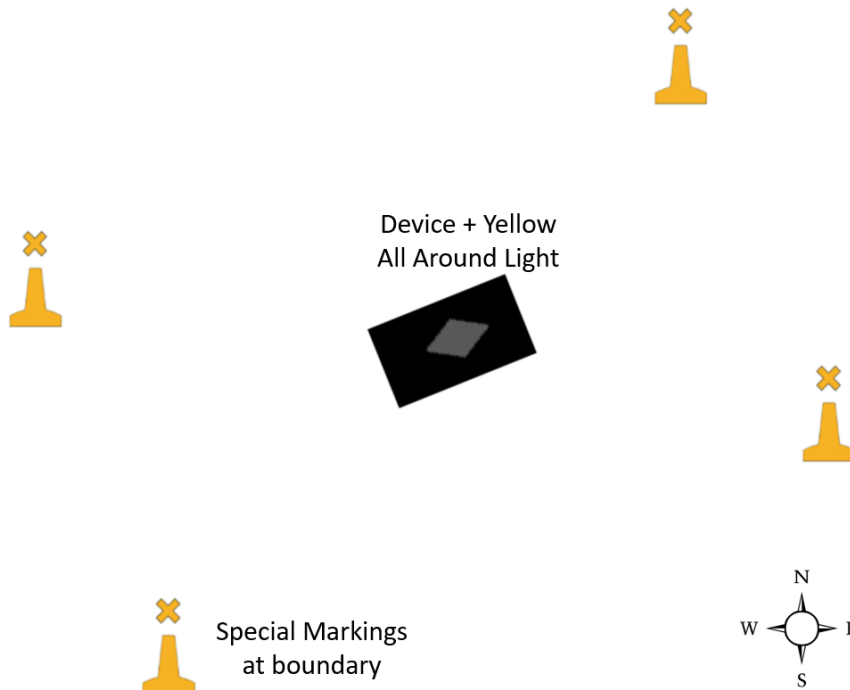 Device + Yellow
All Around Light
Special Markings
at boundary
N
W
S